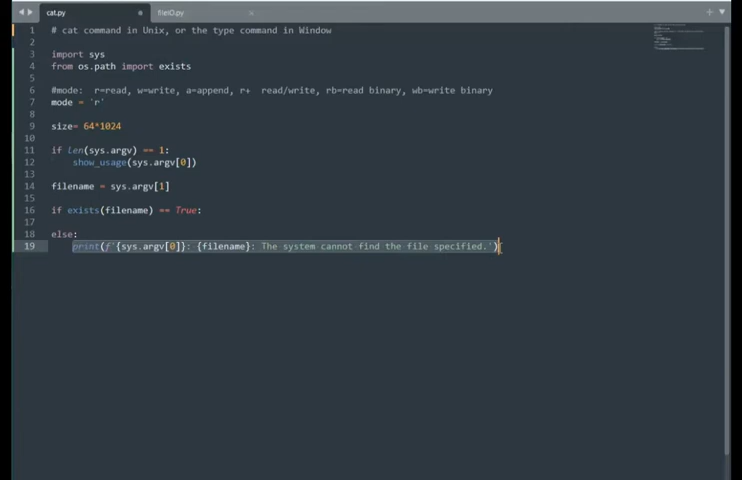 cat.py
fileIO.py
1 # cat command in Unix, or the type command in Window
2
3 import sys
4 from os.path import exists
5
6 #mode: r=read, w=write, a=append, r+ read/write, rb=read binary, wb=write binary
7 mode = 'r'
8
9 size= 64*1024
10
11 if len(sys.argv) == 1:
12 show_usage(sys.argv[0])
13
14 filename = sys.argv[1]
15
16 if exists(filename) == True:
17
18 else:
19 print(f'{sys.argv[0]}: {filename}: The system cannot find the file specified.')